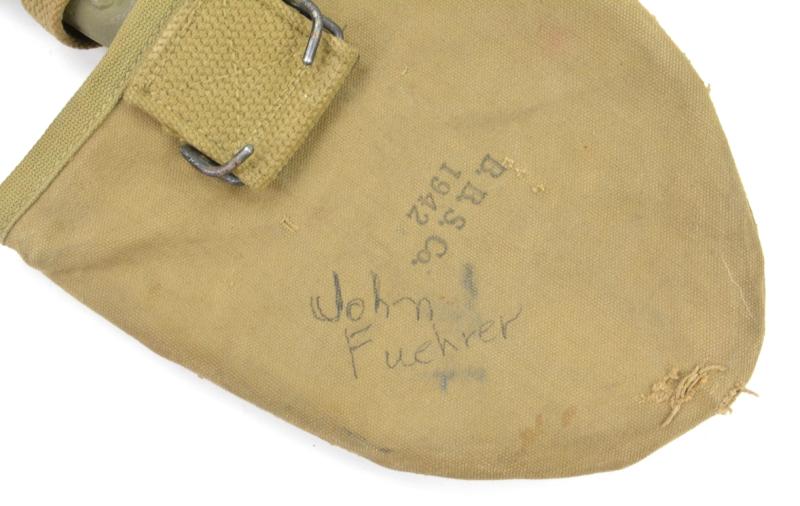 B.B.S. Co.
1942
John
Fuehrer